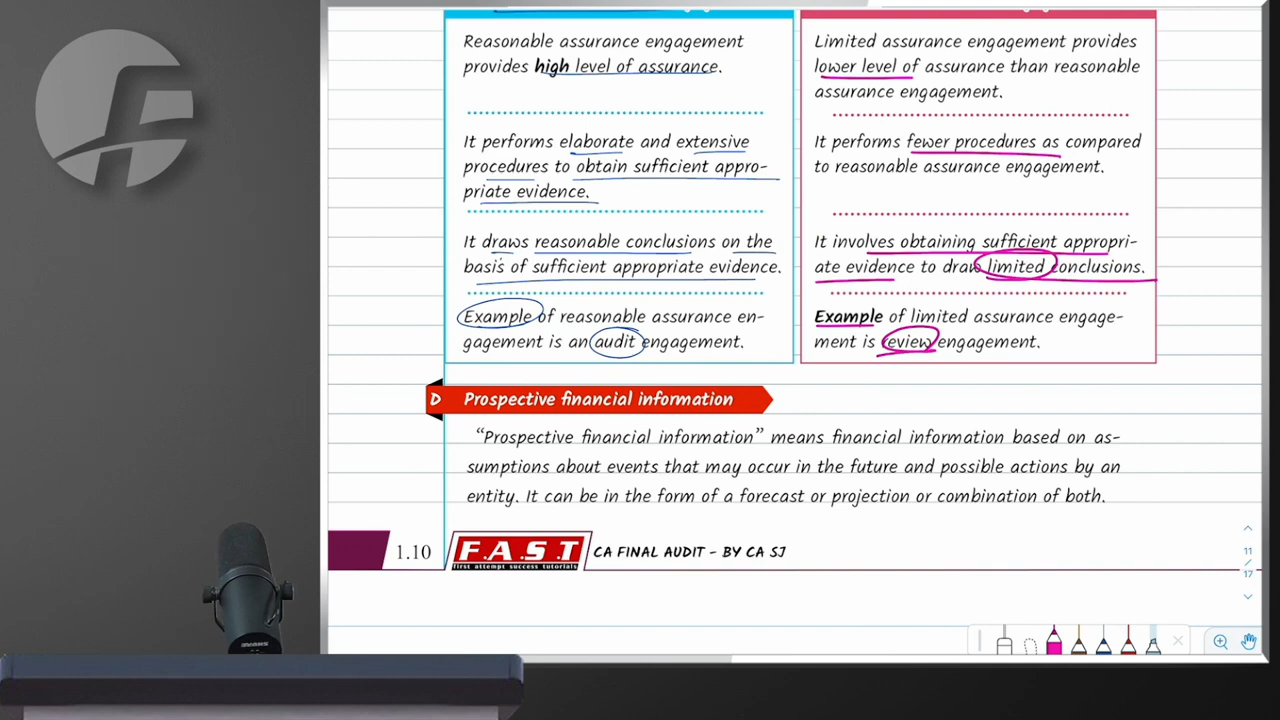 Reasonable assurance engagement
provides high level of assurance.
It performs elaborate and extensive
procedures to obtain sufficient appro-
priate evidence.
It draws reasonable conclusions on the
basis of sufficient appropriate evidence.
Example of reasonable assurance en-
gagement is an audit engagement.
Limited assurance engagement provides
lower level of assurance than reasonable
assurance engagement.
It performs fewer procedures as compared
to reasonable assurance engagement.
It involves obtaining sufficient appropri-
ate evidence to draw limited conclusions.
Example of limited assurance engage-
ment is review engagement.
D Prospective financial information
“Prospective financial information” means financial information based on as-
sumptions about events that may occur in the future and possible actions by an
entity. It can be in the form of a forecast or projection or combination of both.
1.10 F.A.S.T CA FINAL AUDIT - BY CA SJ
first attempt success tutorials
11
/
17